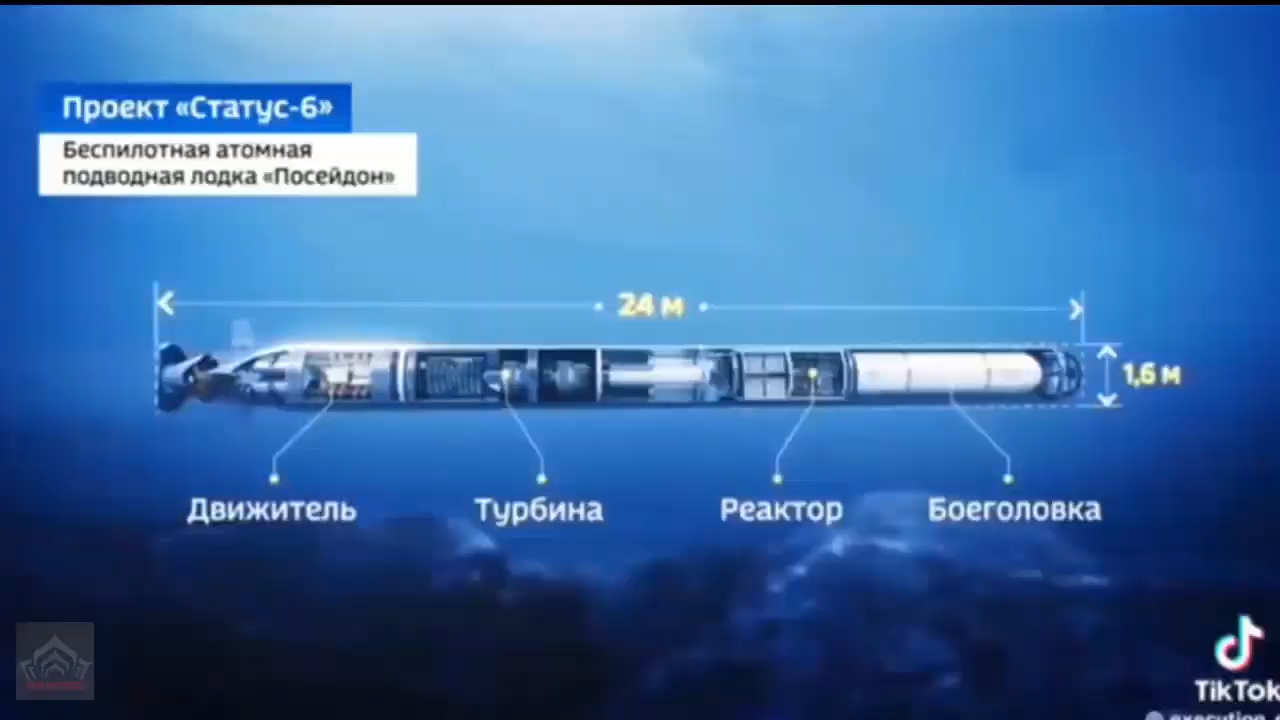 Проект «Статус-6»
Беспилотная атомная
подводная лодка «Посейдон»
24 м
1,6 м
Движитель
Турбина
Реактор
Боеголовка
TikTok